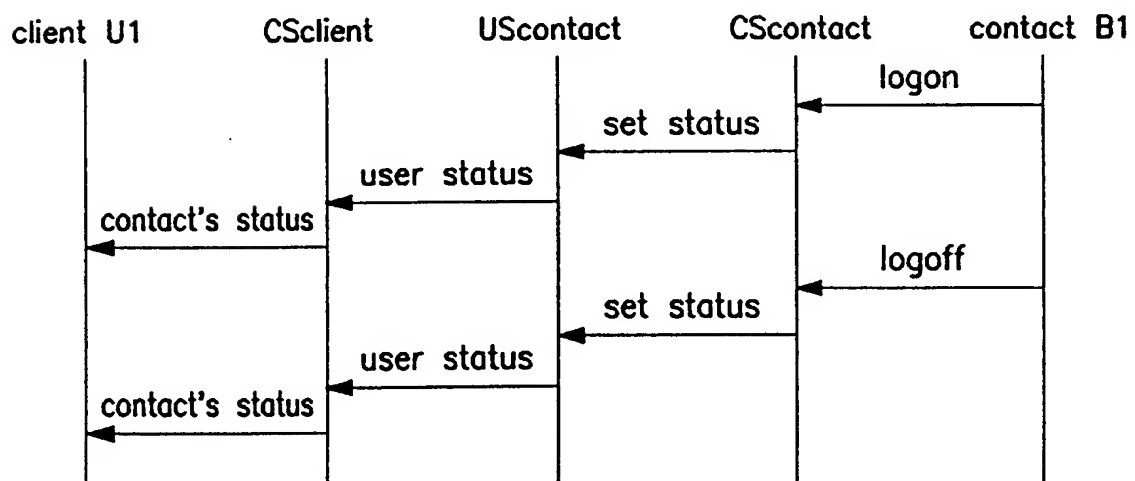 client U1 CSclient UScontact CScontact contact B1
logon
set status
user status
contact's status
logoff
set status
user status
contact's status